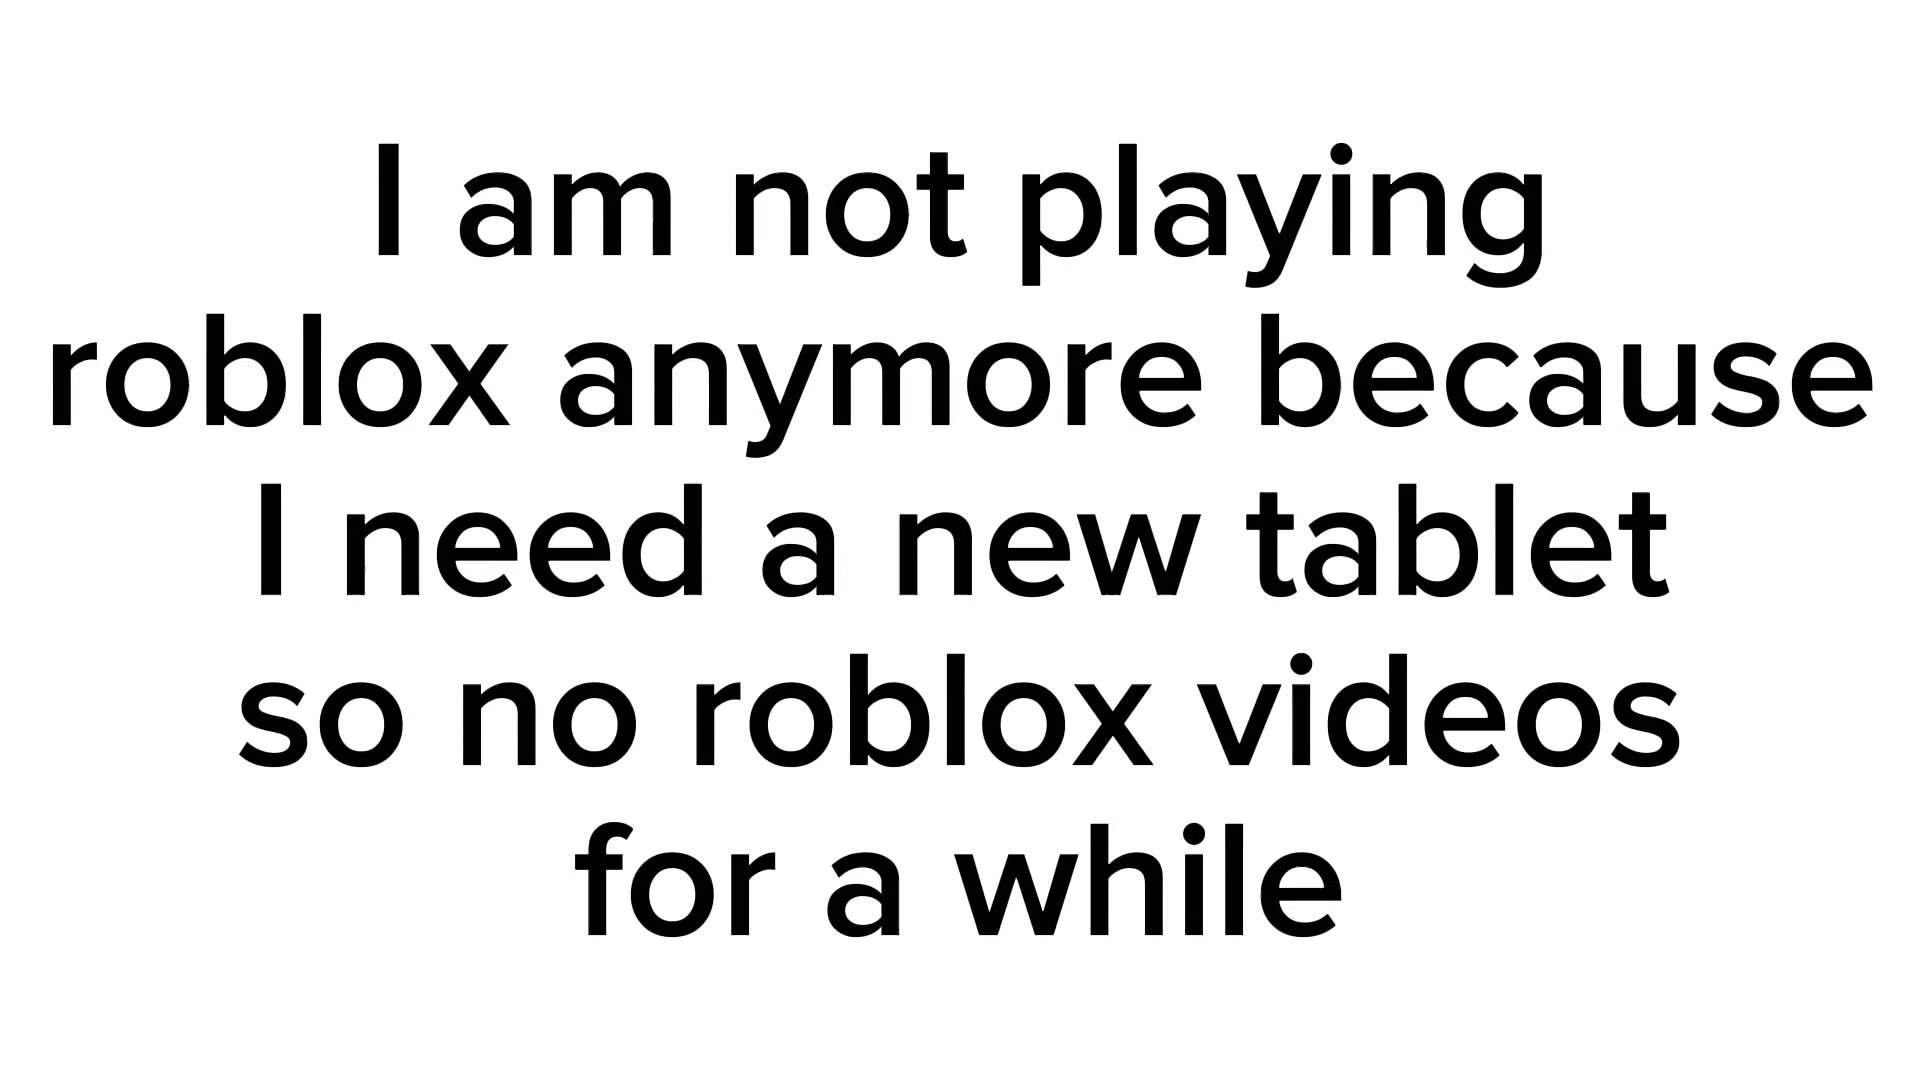 I am not playing
roblox anymore because
I need a new tablet
so no roblox videos
for a while